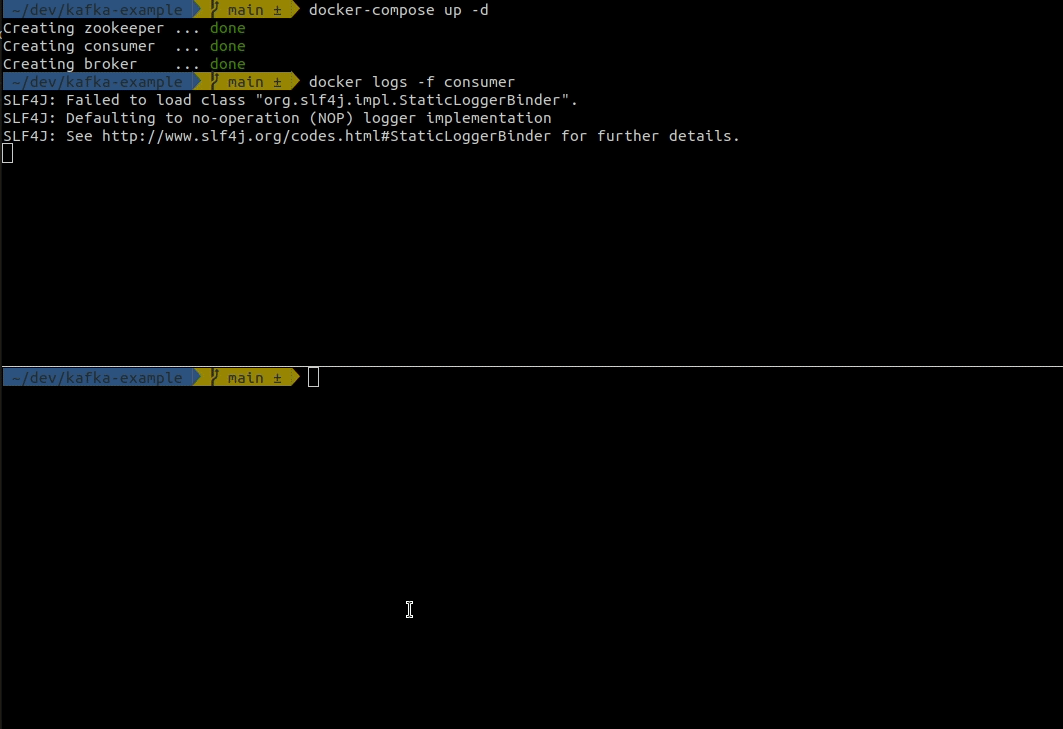 ~/dev/kafka-example main ± docker-compose up -d
Creating zookeeper ... done
Creating consumer  ... done
Creating broker    ... done
~/dev/kafka-example main ± docker logs -f consumer
SLF4J: Failed to load class "org.slf4j.impl.StaticLoggerBinder".
SLF4J: Defaulting to no-operation (NOP) logger implementation
SLF4J: See http://www.slf4j.org/codes.html#StaticLoggerBinder for further details.
~/dev/kafka-example main ±